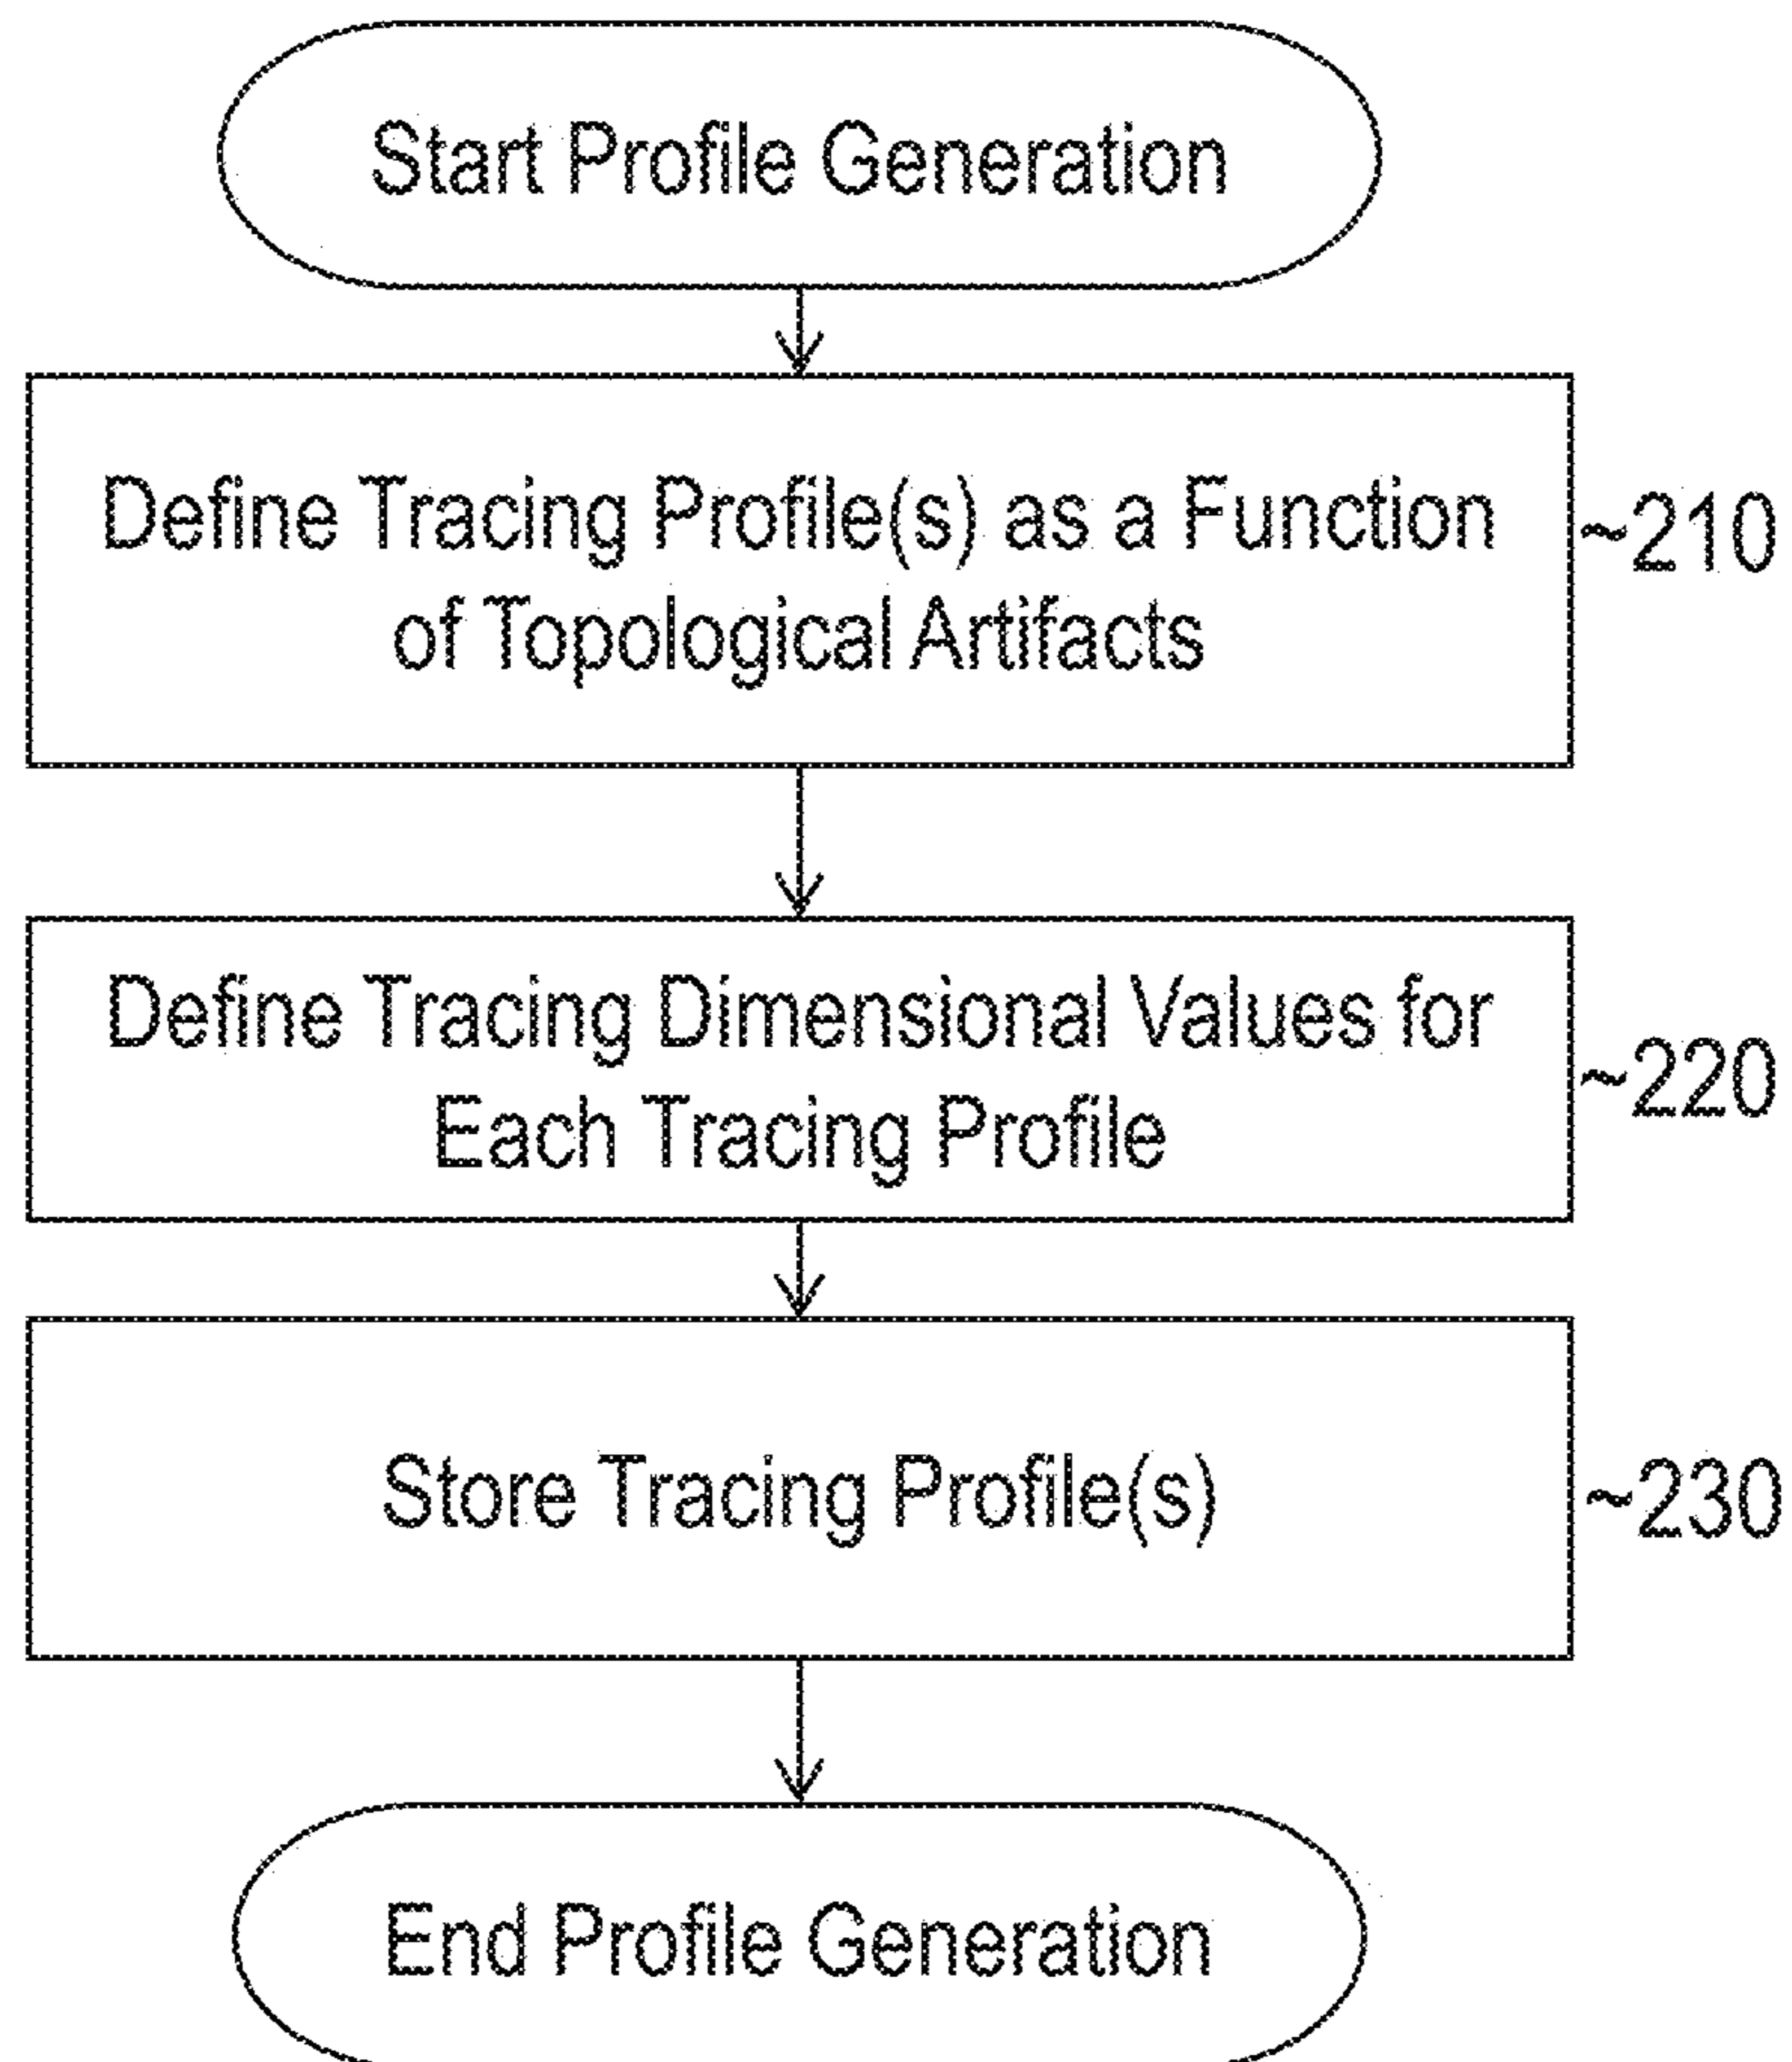 Start Profile Generation
Define Tracing Profile(s) as a Function
of Topological Artifacts
~210
Define Tracing Dimensional Values for
Each Tracing Profile
~220
Store Tracing Profile(s)
~230
End Profile Generation